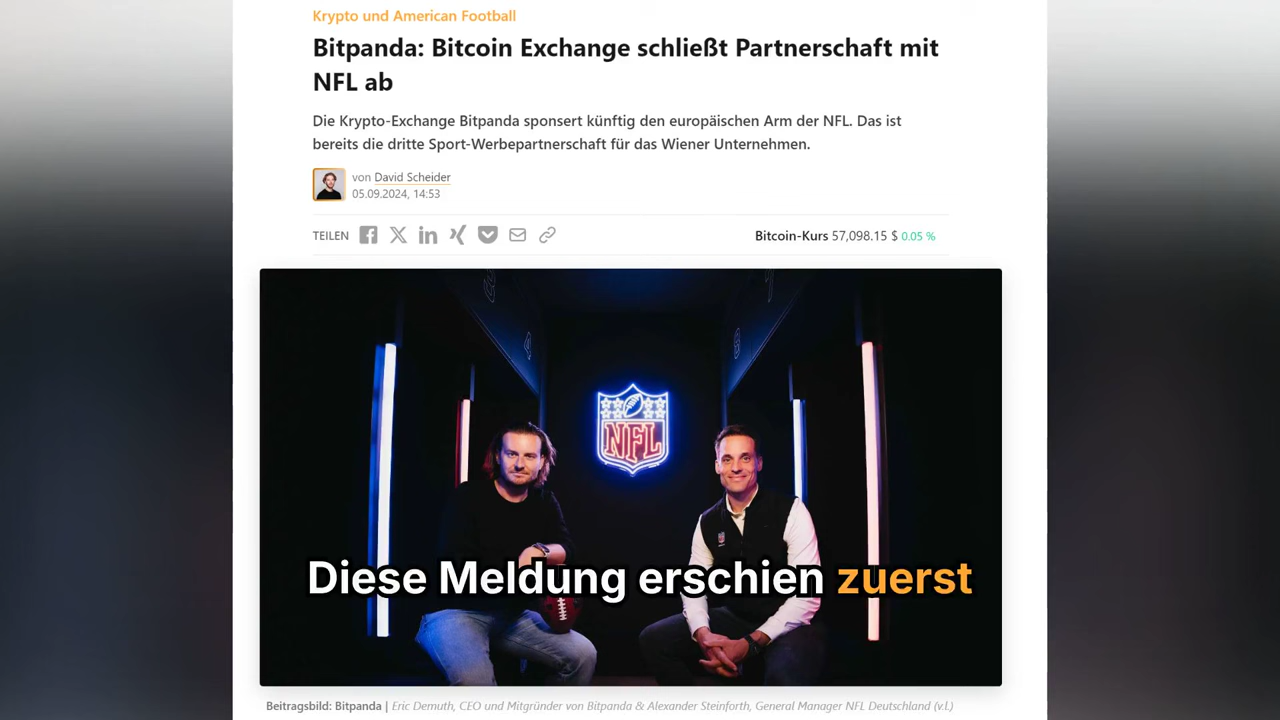 Krypto und American Football
Bitpanda: Bitcoin Exchange schließt Partnerschaft mit
NFL ab
Die Krypto-Exchange Bitpanda sponsert künftig den europäischen Arm der NFL. Das ist
bereits die dritte Sport-Werbepartnerschaft für das Wiener Unternehmen.
von David Scheider
05.09.2024, 14:53
TEILEN
Bitcoin-Kurs 57,098.15 $ 0.05 %
NFL
Diese Meldung erschien zuerst
Beitragsbild: Bitpanda | Eric Demuth, CEO und Mitgründer von Bitpanda & Alexander Steinforth, General Manager NFL Deutschland (v.l.)